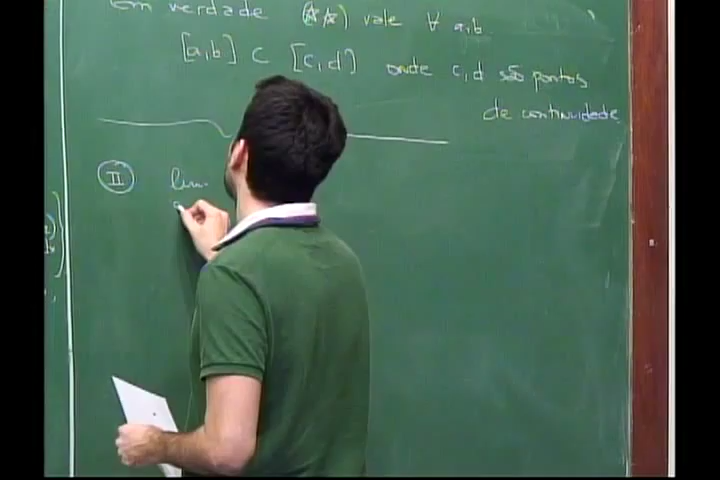 Em verdade (**) vale ∀ a,b
[a,b] ⊂ [c,d] onde c,d são pontos
de continuidade.
II lim